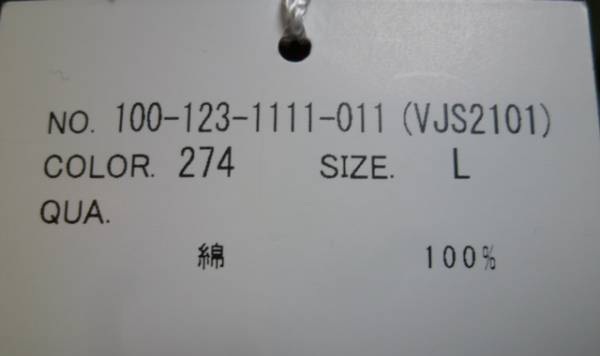 NO. 100-123-1111-011 (VJS2101)
COLOR. 274 SIZE. L
QUA.
綿 100%